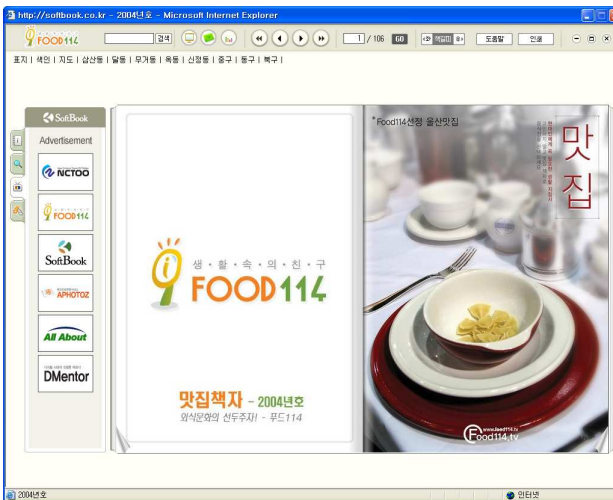 http://softbook.co.kr - 2004년호 - Microsoft Internet Explorer
FOOD114
검색
1 / 106 GO
책갈피
도움말
인쇄
표지 | 색인 | 지도 | 삼산동 | 달동 | 무거동 | 옥동 | 신정동 | 중구 | 동구 | 북구 |
SoftBook
Advertisement
NCTOO
FOOD114
SoftBook
APHOTOZ
All About
DMentor
생·활·속·의·친·구
FOOD114
맛집책자 - 2004년호
외식문화의 선두주자! - 푸드114
*Food114선정 울산맛집
맛집
www.food114.tv
Food114.tv
2004년호
인터넷